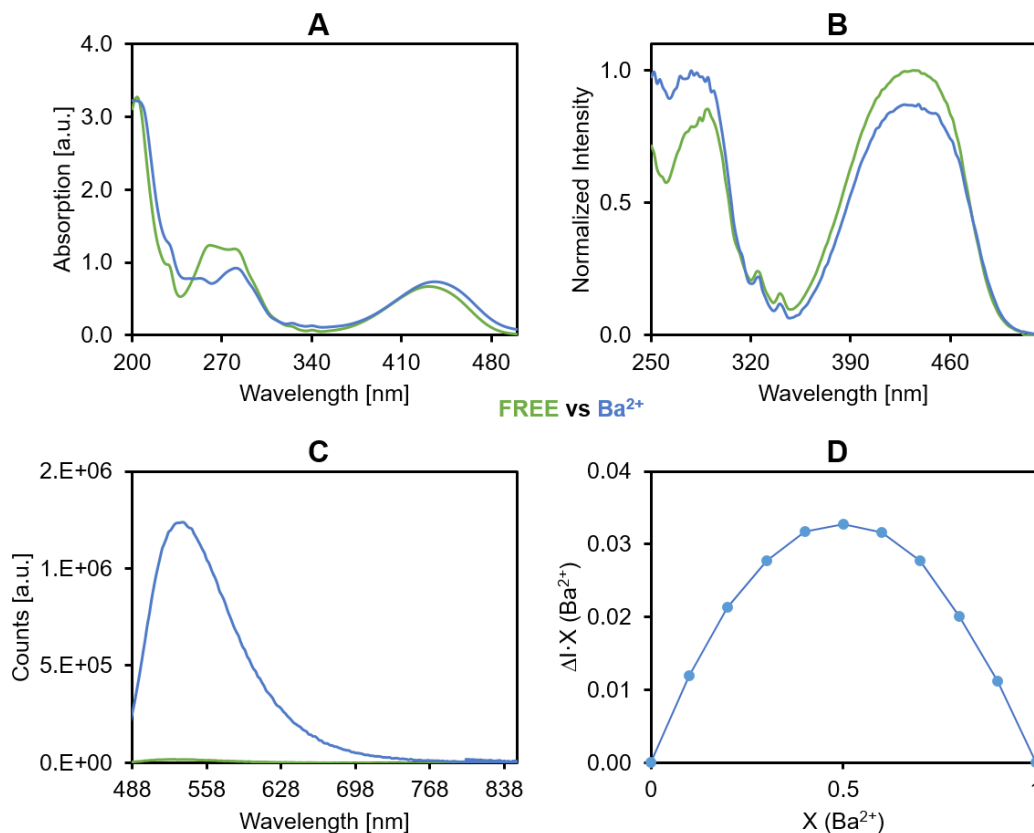 A
Absorption [a.u.]
4.0
3.0
2.0
1.0
0.0
200 270 340 410 480
Wavelength [nm]
B
Normalized Intensity
1.0
0.5
0.0
250 320 390 460
Wavelength [nm]
FREE vs Ba²⁺
C
Counts [a.u.]
2.E+06
1.E+06
5.E+05
0.E+00
488 558 628 698 768 838
Wavelength [nm]
D
ΔI·X (Ba²⁺)
0.04
0.03
0.02
0.01
0.00
0 0.5
X (Ba²⁺)